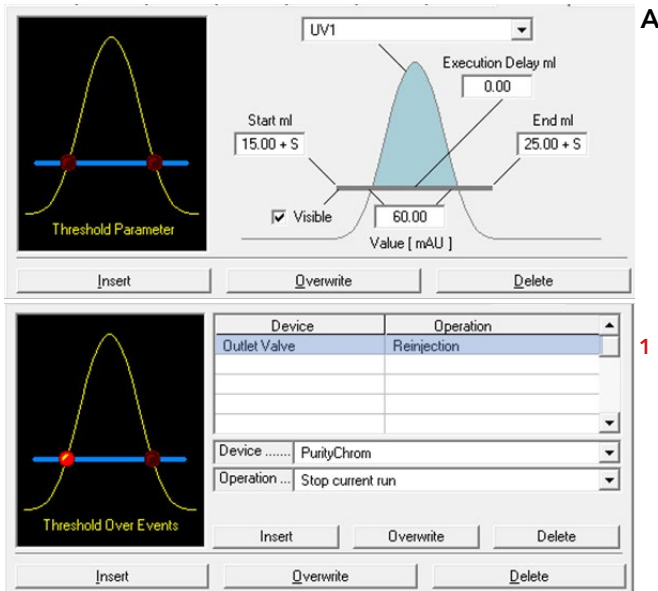 A
UV1
Execution Delay ml
0.00
Start ml
End ml
15.00 + S
25.00 + S
Visible
60.00
Threshold Parameter
Value [ mAU ]
Insert
Overwrite
Delete
Device
Operation
Outlet Valve
Reinjection
1
Device ....... PurityChrom
Operation ... Stop current run
Threshold Over Events
Insert
Overwrite
Delete
Insert
Overwrite
Delete